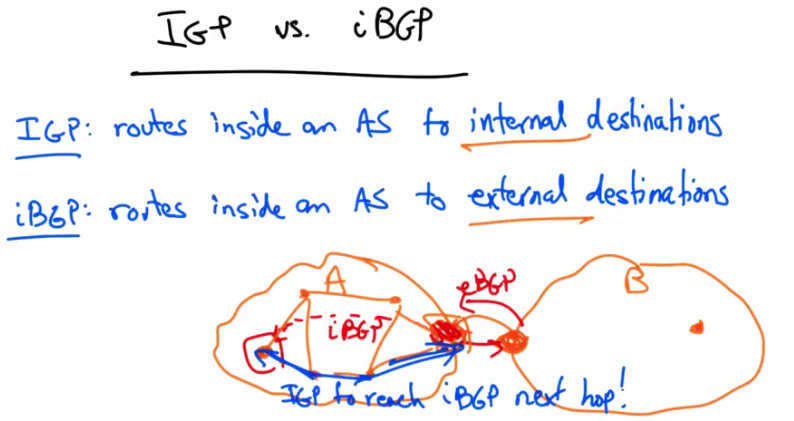 IGP vs. iBGP
IGP: routes inside an AS to internal destinations
iBGP: routes inside an AS to external destinations
A
eBGP
B
iBGP
IGP to reach iBGP next hop!